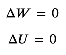 ΔW = 0
ΔU = 0